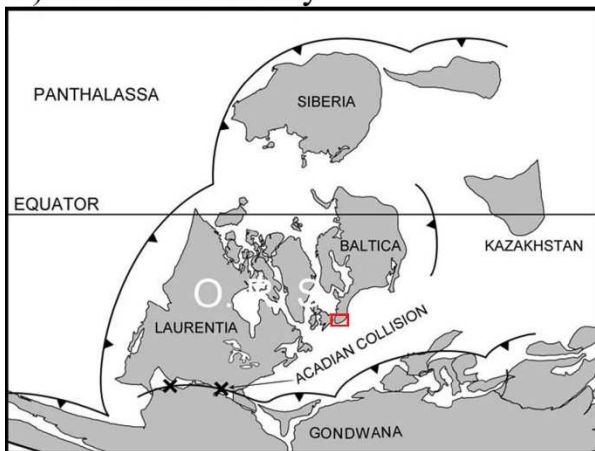 PANTHALASSA
SIBERIA
EQUATOR
BALTICA
KAZAKHSTAN
O. R. S.
LAURENTIA
ACADIAN COLLISION
GONDWANA